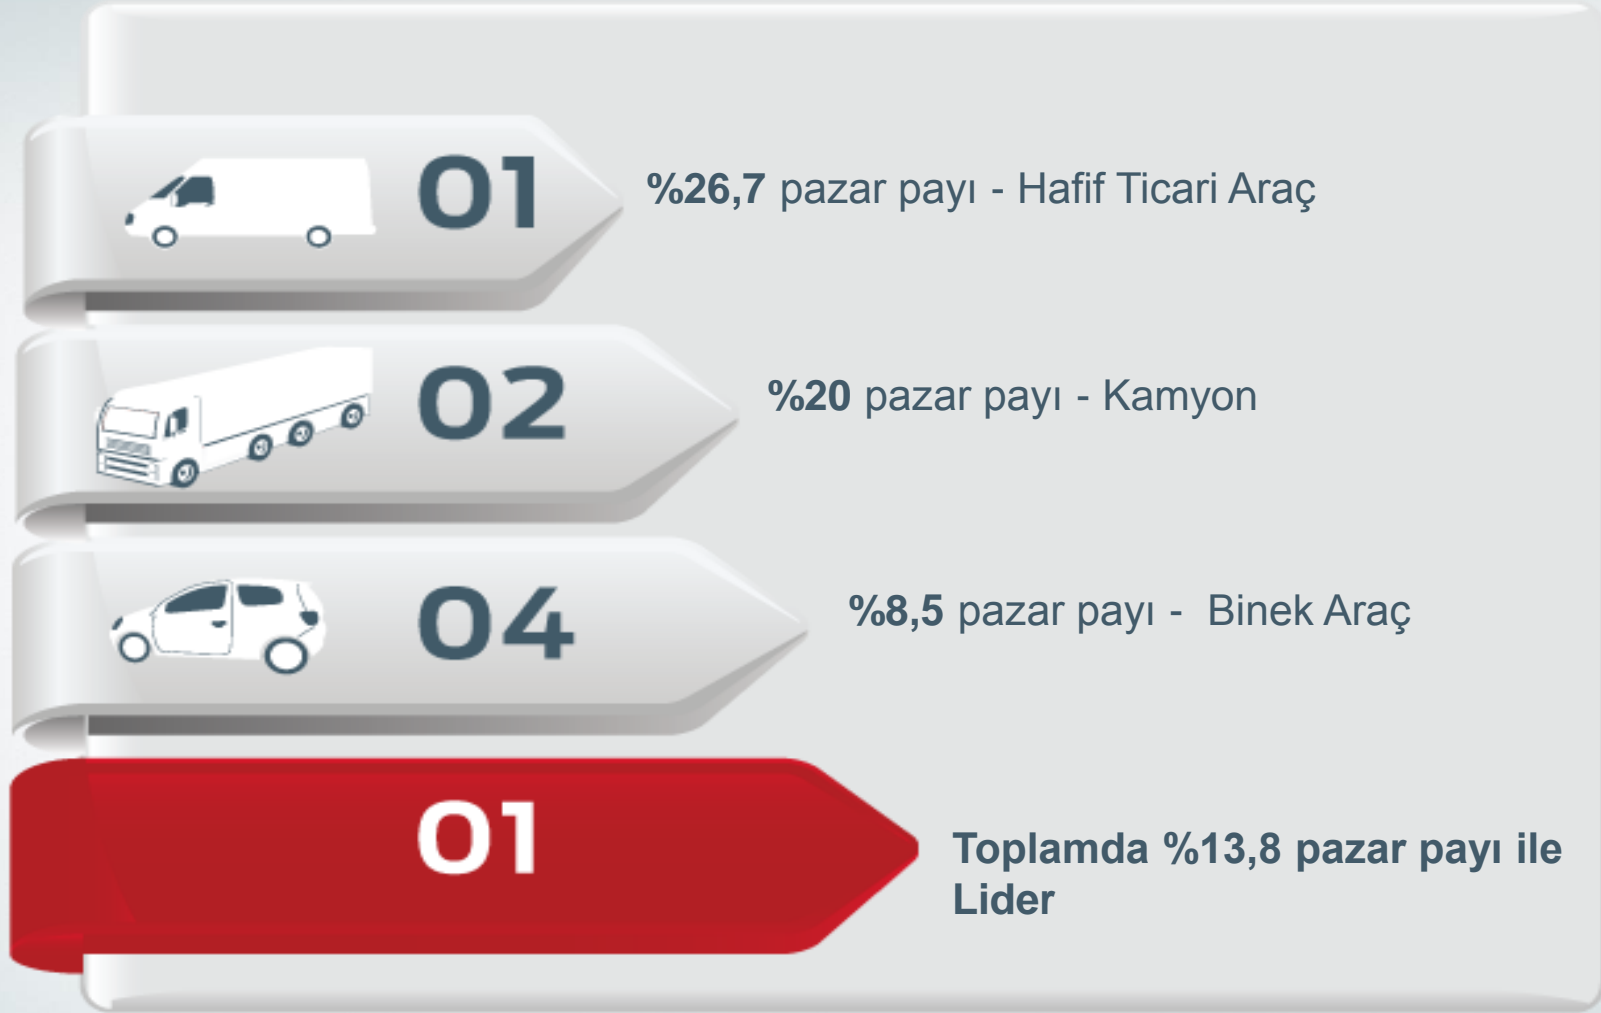 01
%26,7 pazar payı - Hafif Ticari Araç
02
%20 pazar payı - Kamyon
04
%8,5 pazar payı - Binek Araç
01
Toplamda %13,8 pazar payı ile
Lider